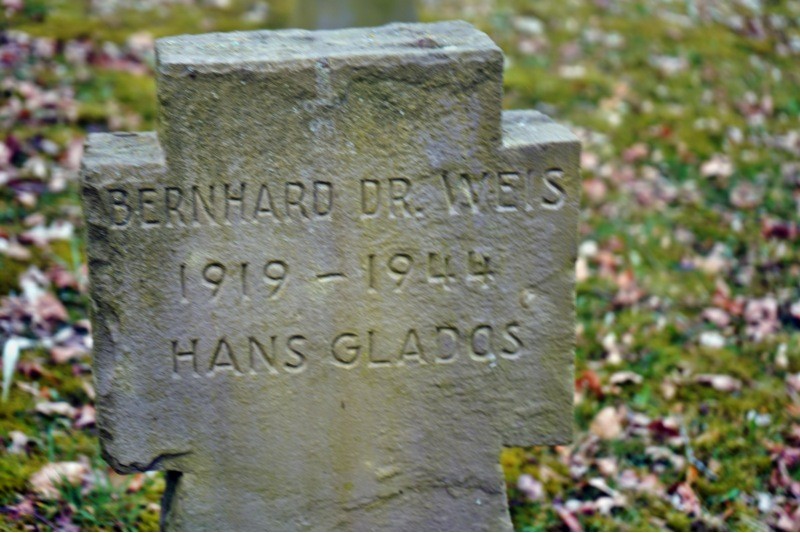 BERNHARD DR. WEIS
1919 – 1944
HANS GLADOS